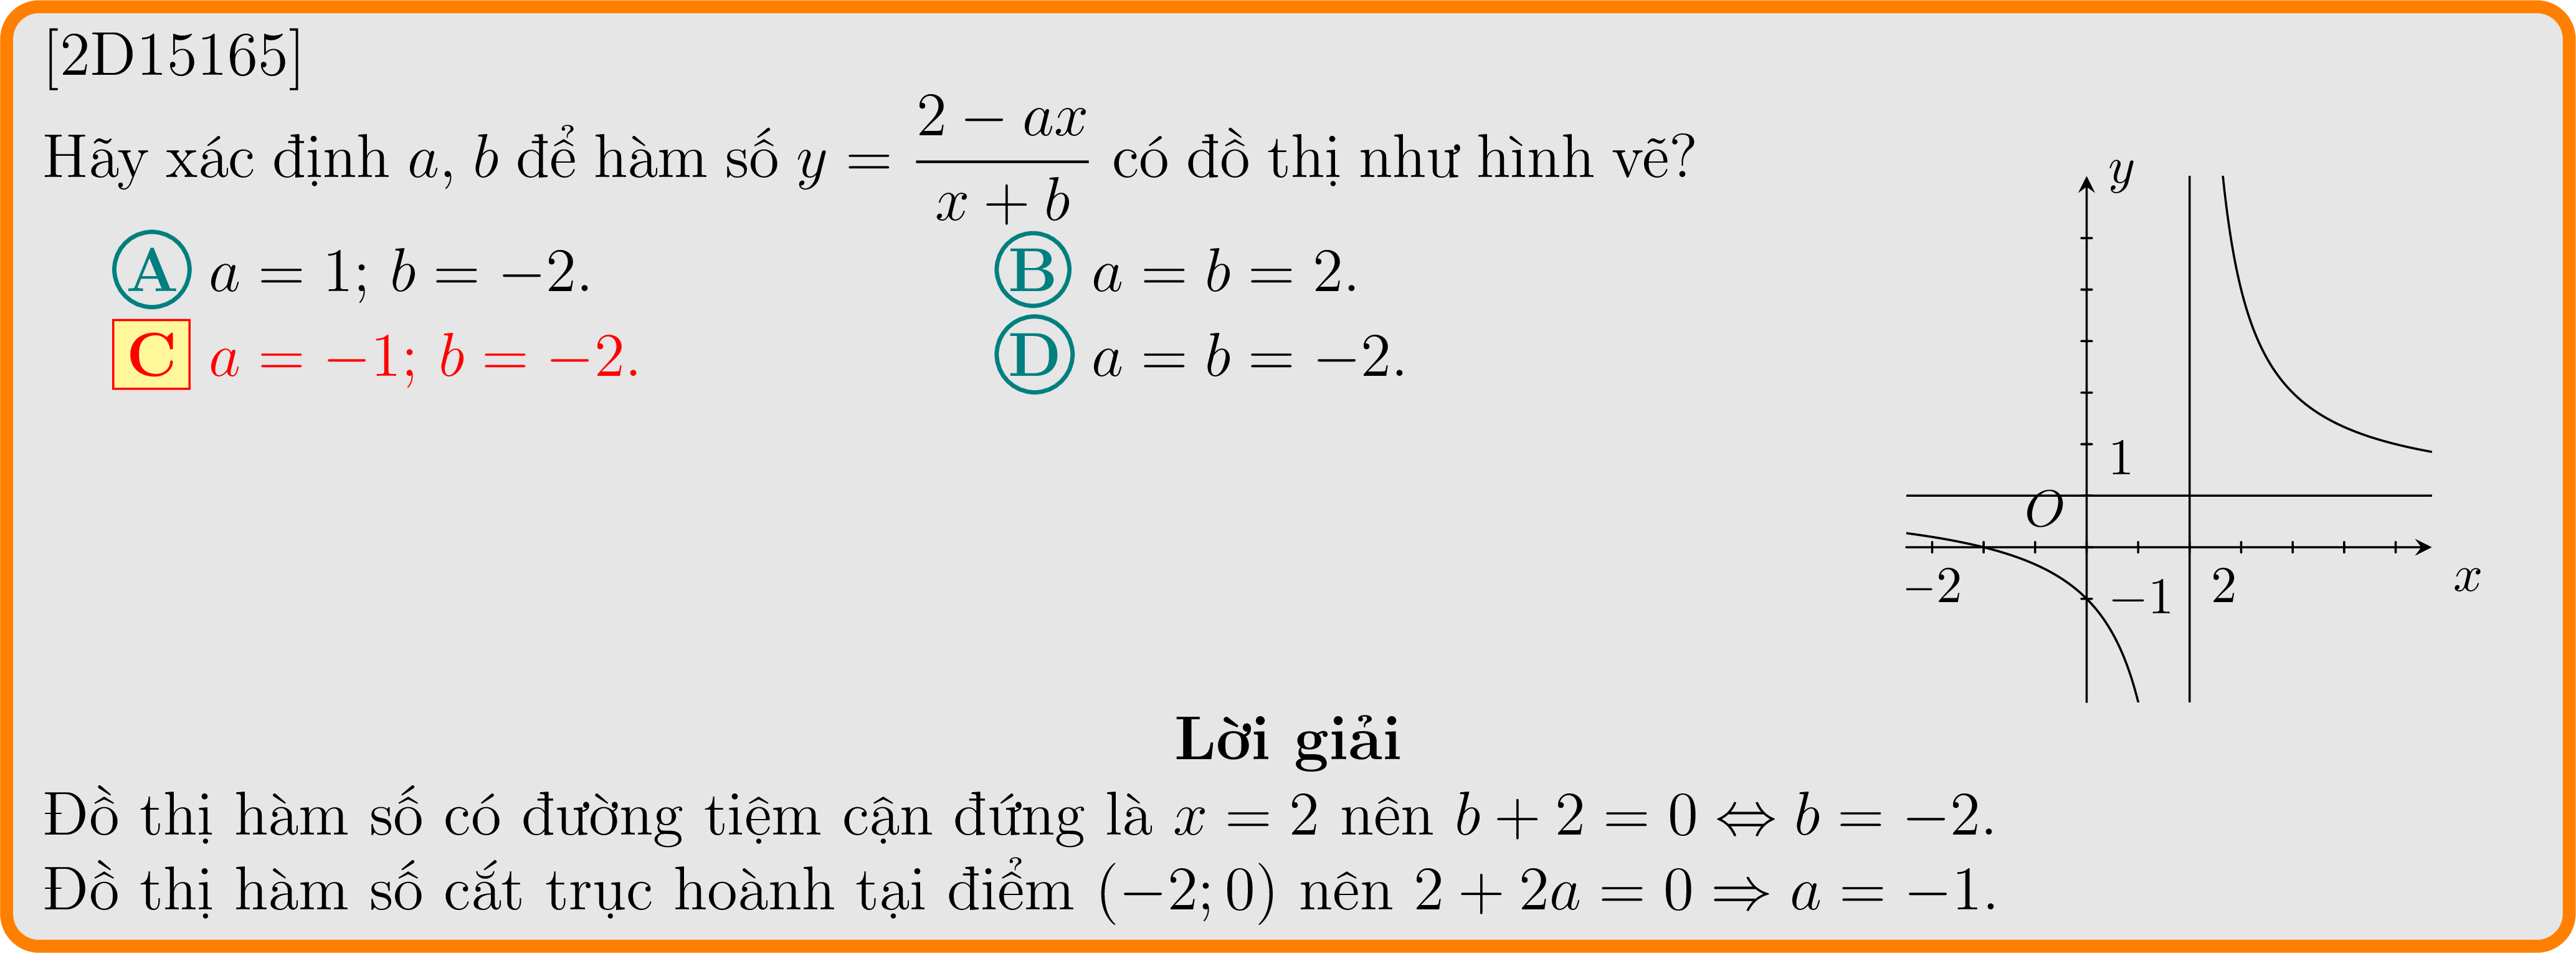 [2D15165]
Hãy xác định a, b để hàm số y = \frac{2 − ax}{x + b} có đồ thị như hình vẽ?
A a = 1; b = −2.
B a = b = 2.
C a = −1; b = −2.
D a = b = −2.
y
1
O
−2
−1
2
x
Lời giải
Đồ thị hàm số có đường tiệm cận đứng là x = 2 nên b + 2 = 0 ⇔ b = −2.
Đồ thị hàm số cắt trục hoành tại điểm (−2; 0) nên 2 + 2a = 0 ⇒ a = −1.